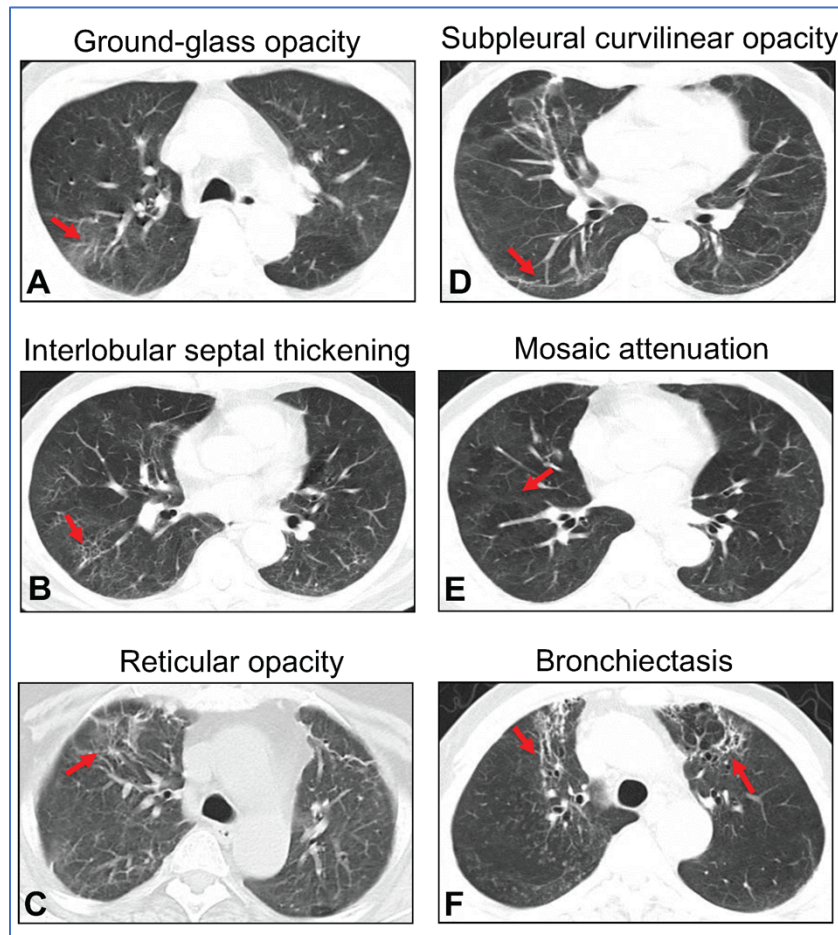 Ground-glass opacity
A
Subpleural curvilinear opacity
D
Interlobular septal thickening
B
Mosaic attenuation
E
Reticular opacity
C
Bronchiectasis
F